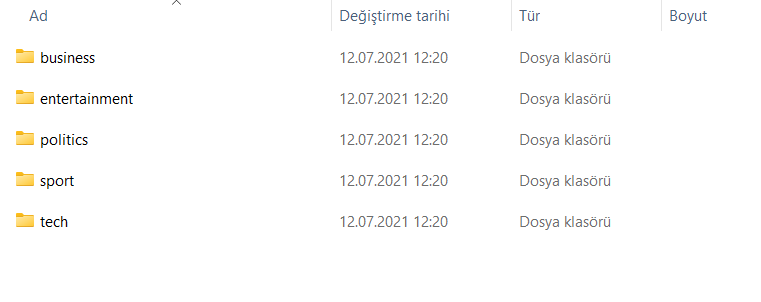 Ad Değiştirme tarihi Tür Boyut
business 12.07.2021 12:20 Dosya klasörü
entertainment 12.07.2021 12:20 Dosya klasörü
politics 12.07.2021 12:20 Dosya klasörü
sport 12.07.2021 12:20 Dosya klasörü
tech 12.07.2021 12:20 Dosya klasörü